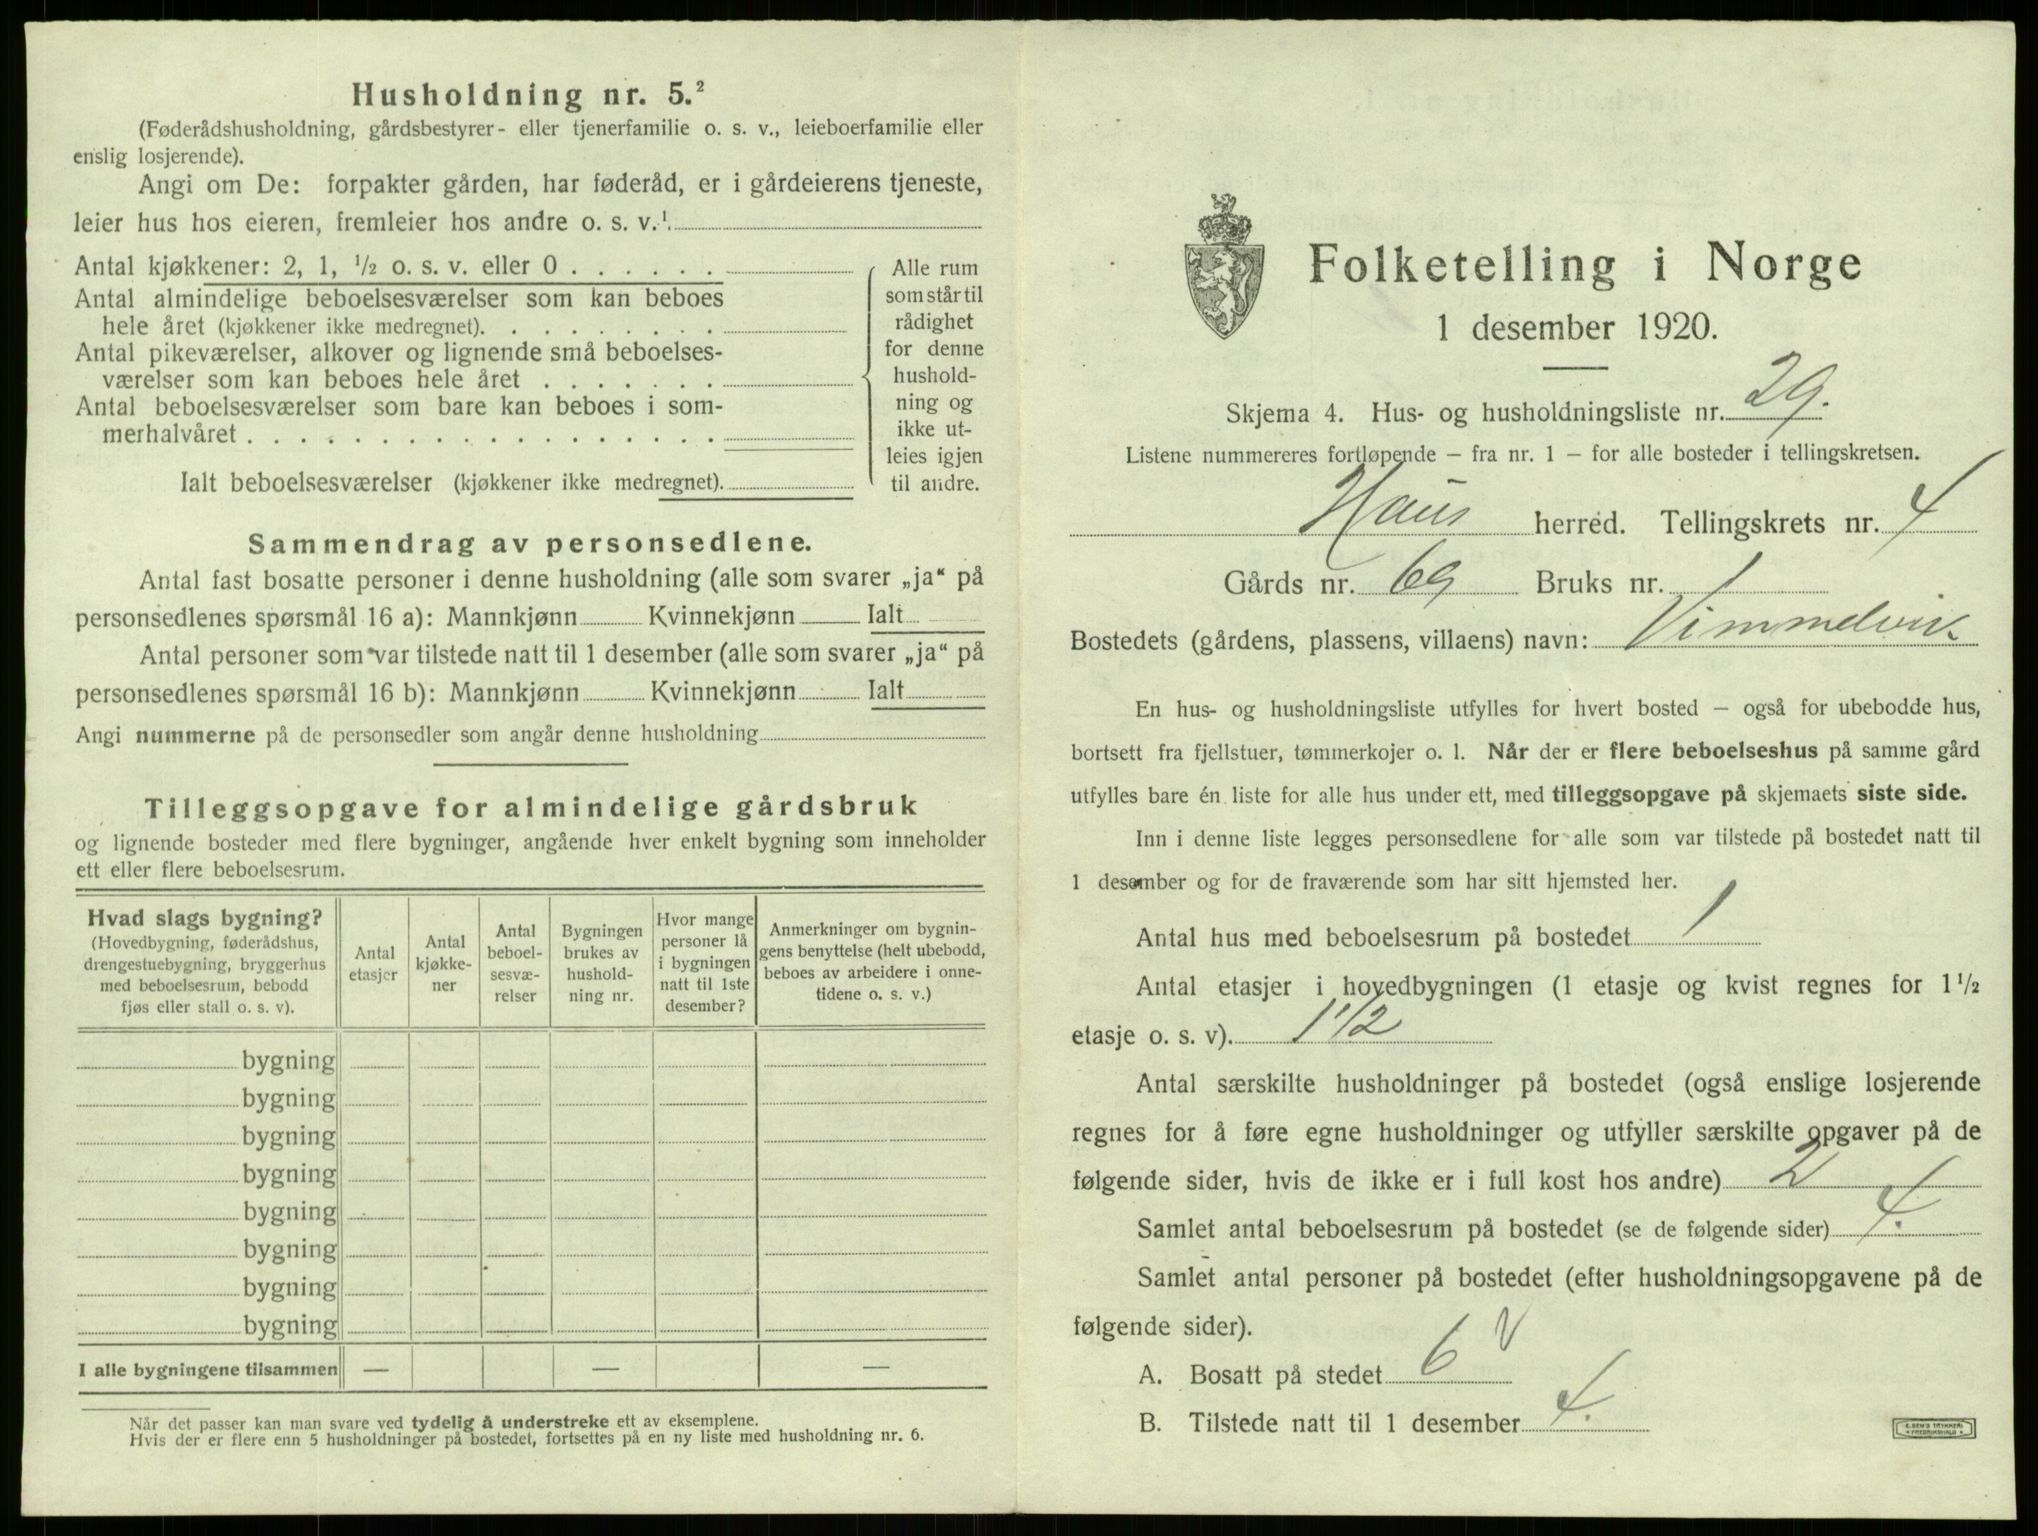 Husholdning nr. 5.²
(Føderådshusholdning, gårdsbestyrer- eller tjenerfamilie o. s. v., leieboerfamilie eller
enslig losjerende).
Angi om De: forpakter gården, har føderåd, er i gårdeierens tjeneste,
leier hus hos eieren, fremleier hos andre o. s. v.¹.
Antal kjøkkener: 2, 1, ½ o. s. v. eller 0 . . . . . .
Antal almindelige beboelsesværelser som kan beboes
hele året (kjøkkener ikke medregnet). . . . . . . . .
Antal pikeværelser, alkover og lignende små beboelses-
værelser som kan beboes hele året . . . . . . .
Antal beboelsesværelser som bare kan beboes i som-
merhalvåret . . . . . . . . . . . . . . . . . .
Ialt beboelsesværelser (kjøkkener ikke medregnet).
Alle rum
som står til
rådighet
for denne
hushold-
ning og
ikke ut-
leies igjen
til andre.
Sammendrag av personsedlene.
Antal fast bosatte personer i denne husholdning (alle som svarer „ja“ på
personsedlenes spørsmål 16 a): Mannkjønn Kvinnekjønn Ialt
Antal personer som var tilstede natt til 1 desember (alle som svarer „ja“ på
personsedlenes spørsmål 16 b): Mannkjønn Kvinnekjønn Ialt
Angi nummerne på de personsedler som angår denne husholdning
Tilleggsopgave for almindelige gårdsbruk
og lignende bosteder med flere bygninger, angående hver enkelt bygning som inneholder
ett eller flere beboelsesrum.
Hvad slags bygning?
(Hovedbygning, føderådshus,
drengestuebygning, bryggerhus
med beboelsesrum, bebodd
fjøs eller stall o. s. v).
Antal
etasjer
Antal
kjøkke-
ner
Antal
beboel-
sesvæ-
relser
Bygningen
brukes av
hushold-
ning nr.
Hvor mange
personer lå
i bygningen
natt til 1ste
desember?
Anmerkninger om bygnin-
gens benyttelse (helt ubebodd,
beboes av arbeidere i onne-
tidene o. s. v.)
bygning
bygning
bygning
bygning
bygning
bygning
bygning
bygning
I alle bygningene tilsammen — — —
Når det passer kan man svare ved tydelig å understreke ett av eksemplene.
Hvis der er flere enn 5 husholdninger på bostedet, fortsettes på en ny liste med husholdning nr. 6.
Folketelling i Norge
1 desember 1920.
Skjema 4. Hus- og husholdningsliste nr. 29.
Listene nummereres fortløpende – fra nr. 1 – for alle bosteder i tellingskretsen.
Haus herred. Tellingskrets nr. 4
Gårds nr. 69 Bruks nr. 1
Bostedets (gårdens, plassens, villaens) navn: Vimmelvik
En hus- og husholdningsliste utfylles for hvert bosted – også for ubebodde hus,
bortsett fra fjellstuer, tømmerkojer o. l. Når der er flere beboelseshus på samme gård
utfylles bare én liste for alle hus under ett, med tilleggsopgave på skjemaets siste side.
Inn i denne liste legges personsedlene for alle som var tilstede på bostedet natt til
1 desember og for de fraværende som har sitt hjemsted her.
Antal hus med beboelsesrum på bostedet 1
Antal etasjer i hovedbygningen (1 etasje og kvist regnes for 1½
etasje o. s. v). 1 1/2
Antal særskilte husholdninger på bostedet (også enslige losjerende
regnes for å føre egne husholdninger og utfyller særskilte opgaver på de
følgende sider, hvis de ikke er i full kost hos andre) 2
Samlet antal beboelsesrum på bostedet (se de følgende sider) 4.
Samlet antal personer på bostedet (efter husholdningsopgavene på de
følgende sider).
A. Bosatt på stedet 6 v
B. Tilstede natt til 1 desember 4.